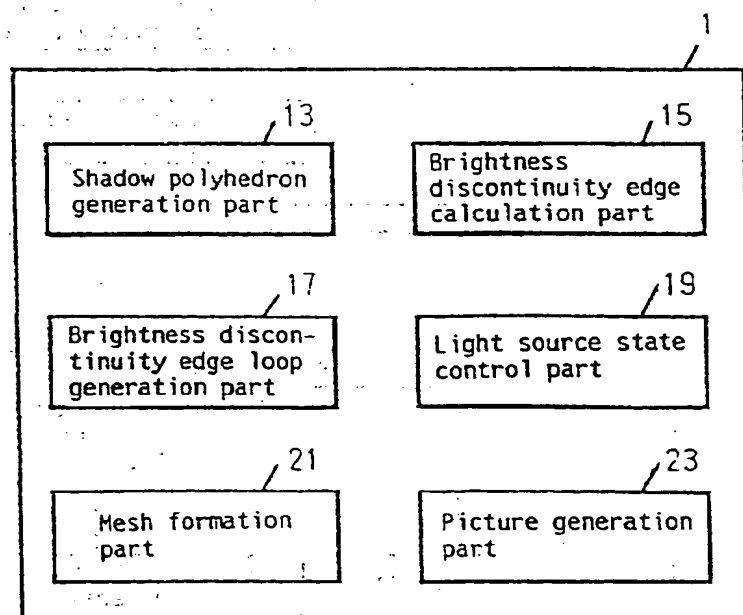 1
13
Shadow polyhedron
generation part
15
Brightness
discontinuity edge
calculation part
17
Brightness discon-
tinuity edge loop
generation part
19
Light source state
control part
21
Mesh formation
part
23
Picture generation
part